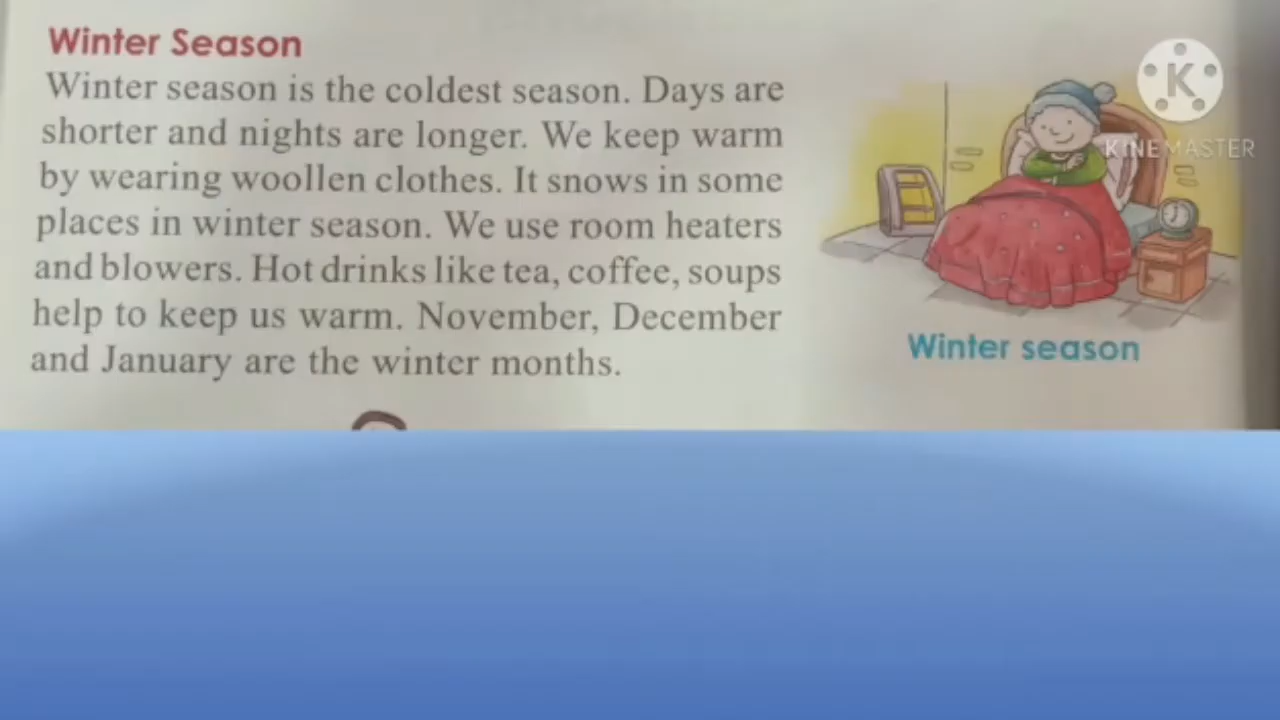 Winter Season
Winter season is the coldest season. Days are
shorter and nights are longer. We keep warm
by wearing woollen clothes. It snows in some
places in winter season. We use room heaters
and blowers. Hot drinks like tea, coffee, soups
help to keep us warm. November, December
and January are the winter months.
Winter season
K
KINEMASTER